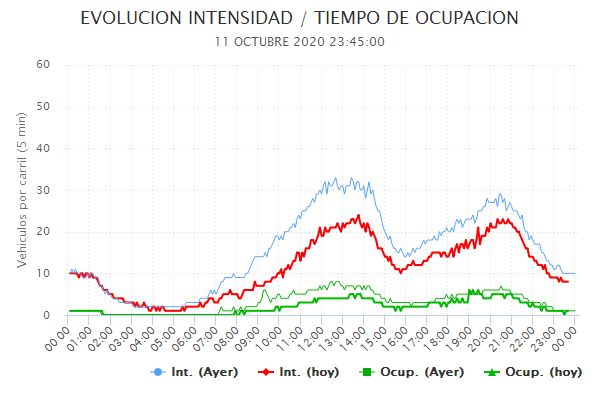 EVOLUCION INTENSIDAD / TIEMPO DE OCUPACION
11 OCTUBRE 2020 23:45:00
Vehiculos por carril (5 min)
60
50
40
30
20
10
0
00:00 01:00 02:00 03:00 04:00 05:00 06:00 07:00 08:00 09:00 10:00 11:00 12:00 13:00 14:00 15:00 16:00 17:00 18:00 19:00 20:00 21:00 22:00 23:00 00:00
Int. (Ayer) Int. (hoy) Ocup. (Ayer) Ocup. (hoy)